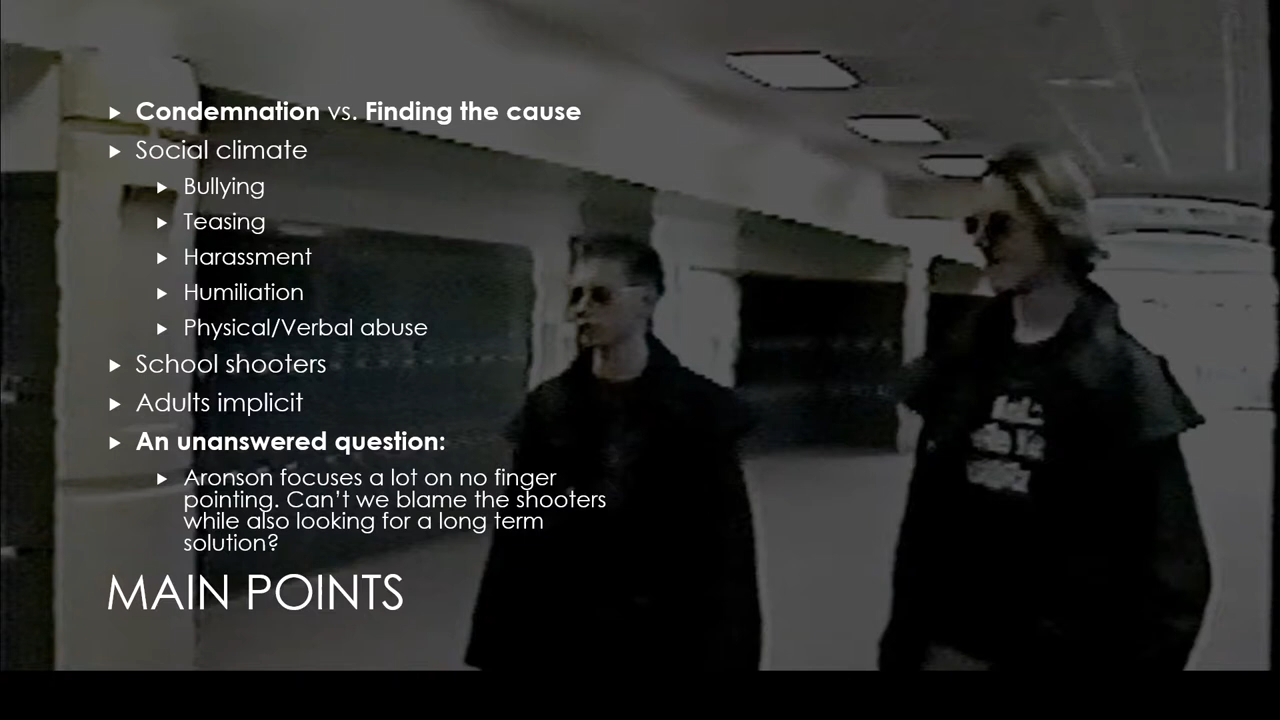 Condemnation vs. Finding the cause
Social climate
Bullying
Teasing
Harassment
Humiliation
Physical/Verbal abuse
School shooters
Adults implicit
An unanswered question:
Aronson focuses a lot on no finger
pointing. Can’t we blame the shooters
while also looking for a long term
solution?
MAIN POINTS